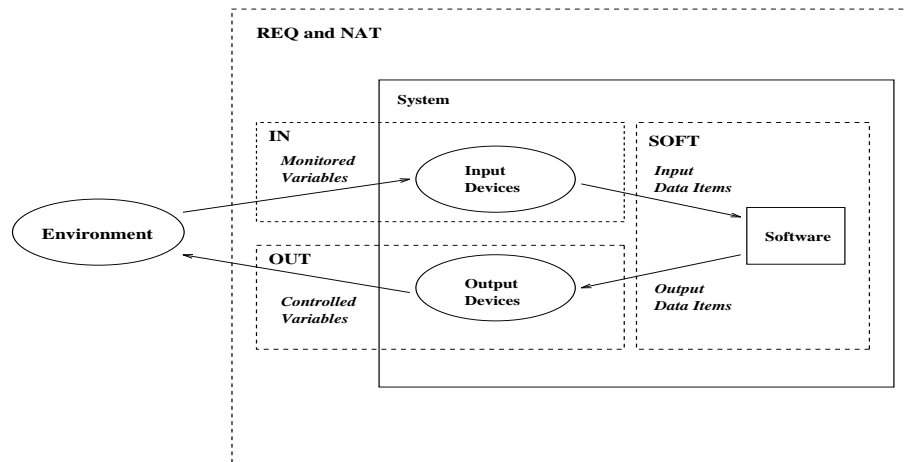 REQ and NAT
System
IN
SOFT
Monitored
Variables
Input
Devices
Input
Data Items
Environment
Software
OUT
Output
Devices
Controlled
Variables
Output
Data Items